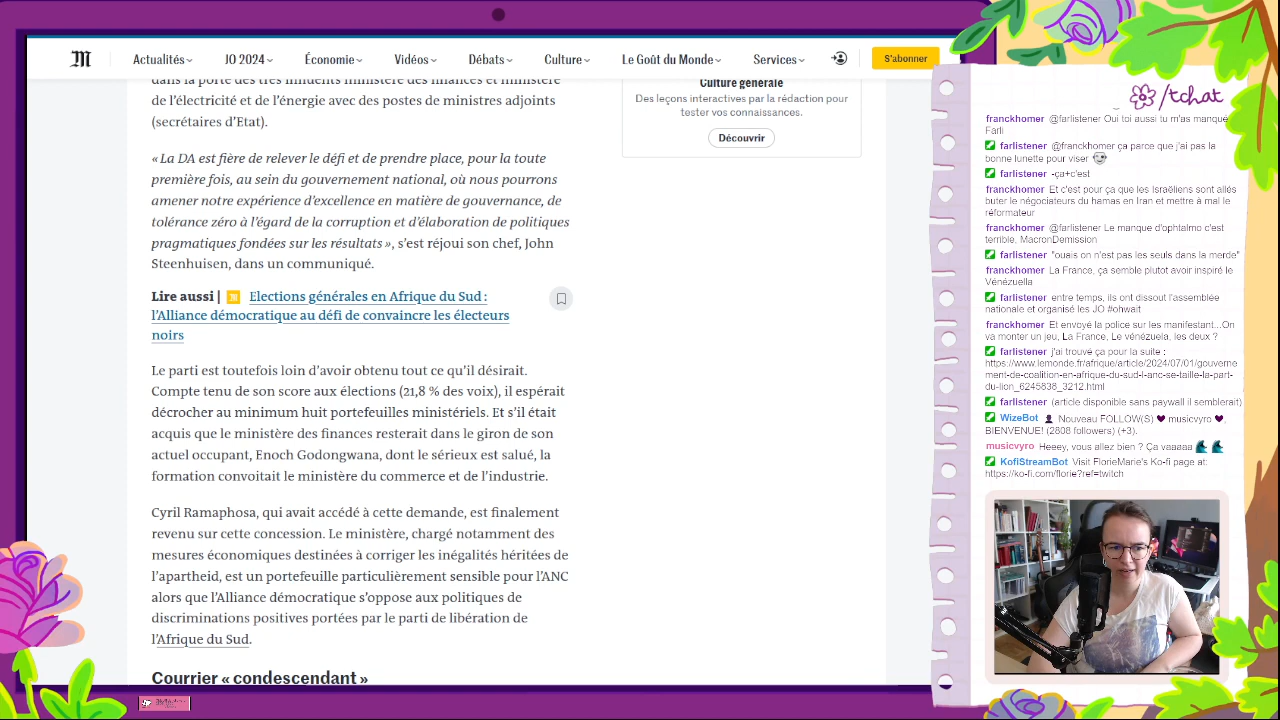 M
Actualités
JO 2024
Économie
Vidéos
Débats
Culture
Le Goût du Monde
Services
S'abonner
dans la porte des très influents ministère des finances et ministère
de l'électricité et de l'énergie avec des postes de ministres adjoints
(secrétaires d'Etat).
« La DA est fière de relever le défi et de prendre place, pour la toute
première fois, au sein du gouvernement national, où nous pourrons
amener notre expérience d'excellence en matière de gouvernance, de
tolérance zéro à l'égard de la corruption et d'élaboration de politiques
pragmatiques fondées sur les résultats », s'est réjoui son chef, John
Steenhuisen, dans un communiqué.
Lire aussi | Elections générales en Afrique du Sud :
l'Alliance démocratique au défi de convaincre les électeurs
noirs
Le parti est toutefois loin d'avoir obtenu tout ce qu'il désirait.
Compte tenu de son score aux élections (21,8 % des voix), il espérait
décrocher au minimum huit portefeuilles ministériels. Et s'il était
acquis que le ministère des finances resterait dans le giron de son
actuel occupant, Enoch Godongwana, dont le sérieux est salué, la
formation convoitait le ministère du commerce et de l'industrie.
Cyril Ramaphosa, qui avait accédé à cette demande, est finalement
revenu sur cette concession. Le ministère, chargé notamment des
mesures économiques destinées à corriger les inégalités héritées de
l'apartheid, est un portefeuille particulièrement sensible pour l'ANC
alors que l'Alliance démocratique s'oppose aux politiques de
discriminations positives portées par le parti de libération de
l'Afrique du Sud.
Courrier « condescendant »
Culture générale
Des leçons interactives par la rédaction pour
tester vos connaissances.
Découvrir
/tchat
franckhomer @farlistener Oui toi aussi tu m'as manqué
Farli
farlistener @franckhomer ça parce que j'ai pas la
bonne lunette pour viser
farlistener -ça+c'est
franckhomer Et c'est pour ça que les Israëliens sont allés
buter le négociateurs du hamas en Iran et mettre à mal le
réformateur
franckhomer @farlistener Le manque d'ophtalmo c'est
terrible, MacronDemission
farlistener "ouais on n'est pas les seuls dans la merde"
franckhomer La France, ça semble plutot avoir inspiré le
Vénézuella
farlistener entre temps, ils ont dissout l'assemblée
nationale et organisé les JO #ohwait
franckhomer Et envoyé la police sur les manifestant...On
va monter un jeu, La France, Le vénézuela, les deux ?
farlistener j'ai trouvé ça pour la suite :
https://www.lemonde.fr/afrique/article/2024/07/01/gouverne
ment-de-coalition-en-afrique-du-sud-l-anc-se-taille-la-part-
du-lion_6245838_3212.html
farlistener (article disponible sans paywall il semblerait)
WizeBot Nouveau FOLLOW(S) musicvyro
BIENVENUE! (2808 followers) (+3).
musicvyro Heeey, vous allez bien ? Ça vaaaaa
KofiStreamBot Visit FlorieMarie's Ko-fi page at:
https://ko-fi.com/florie?ref=twitch